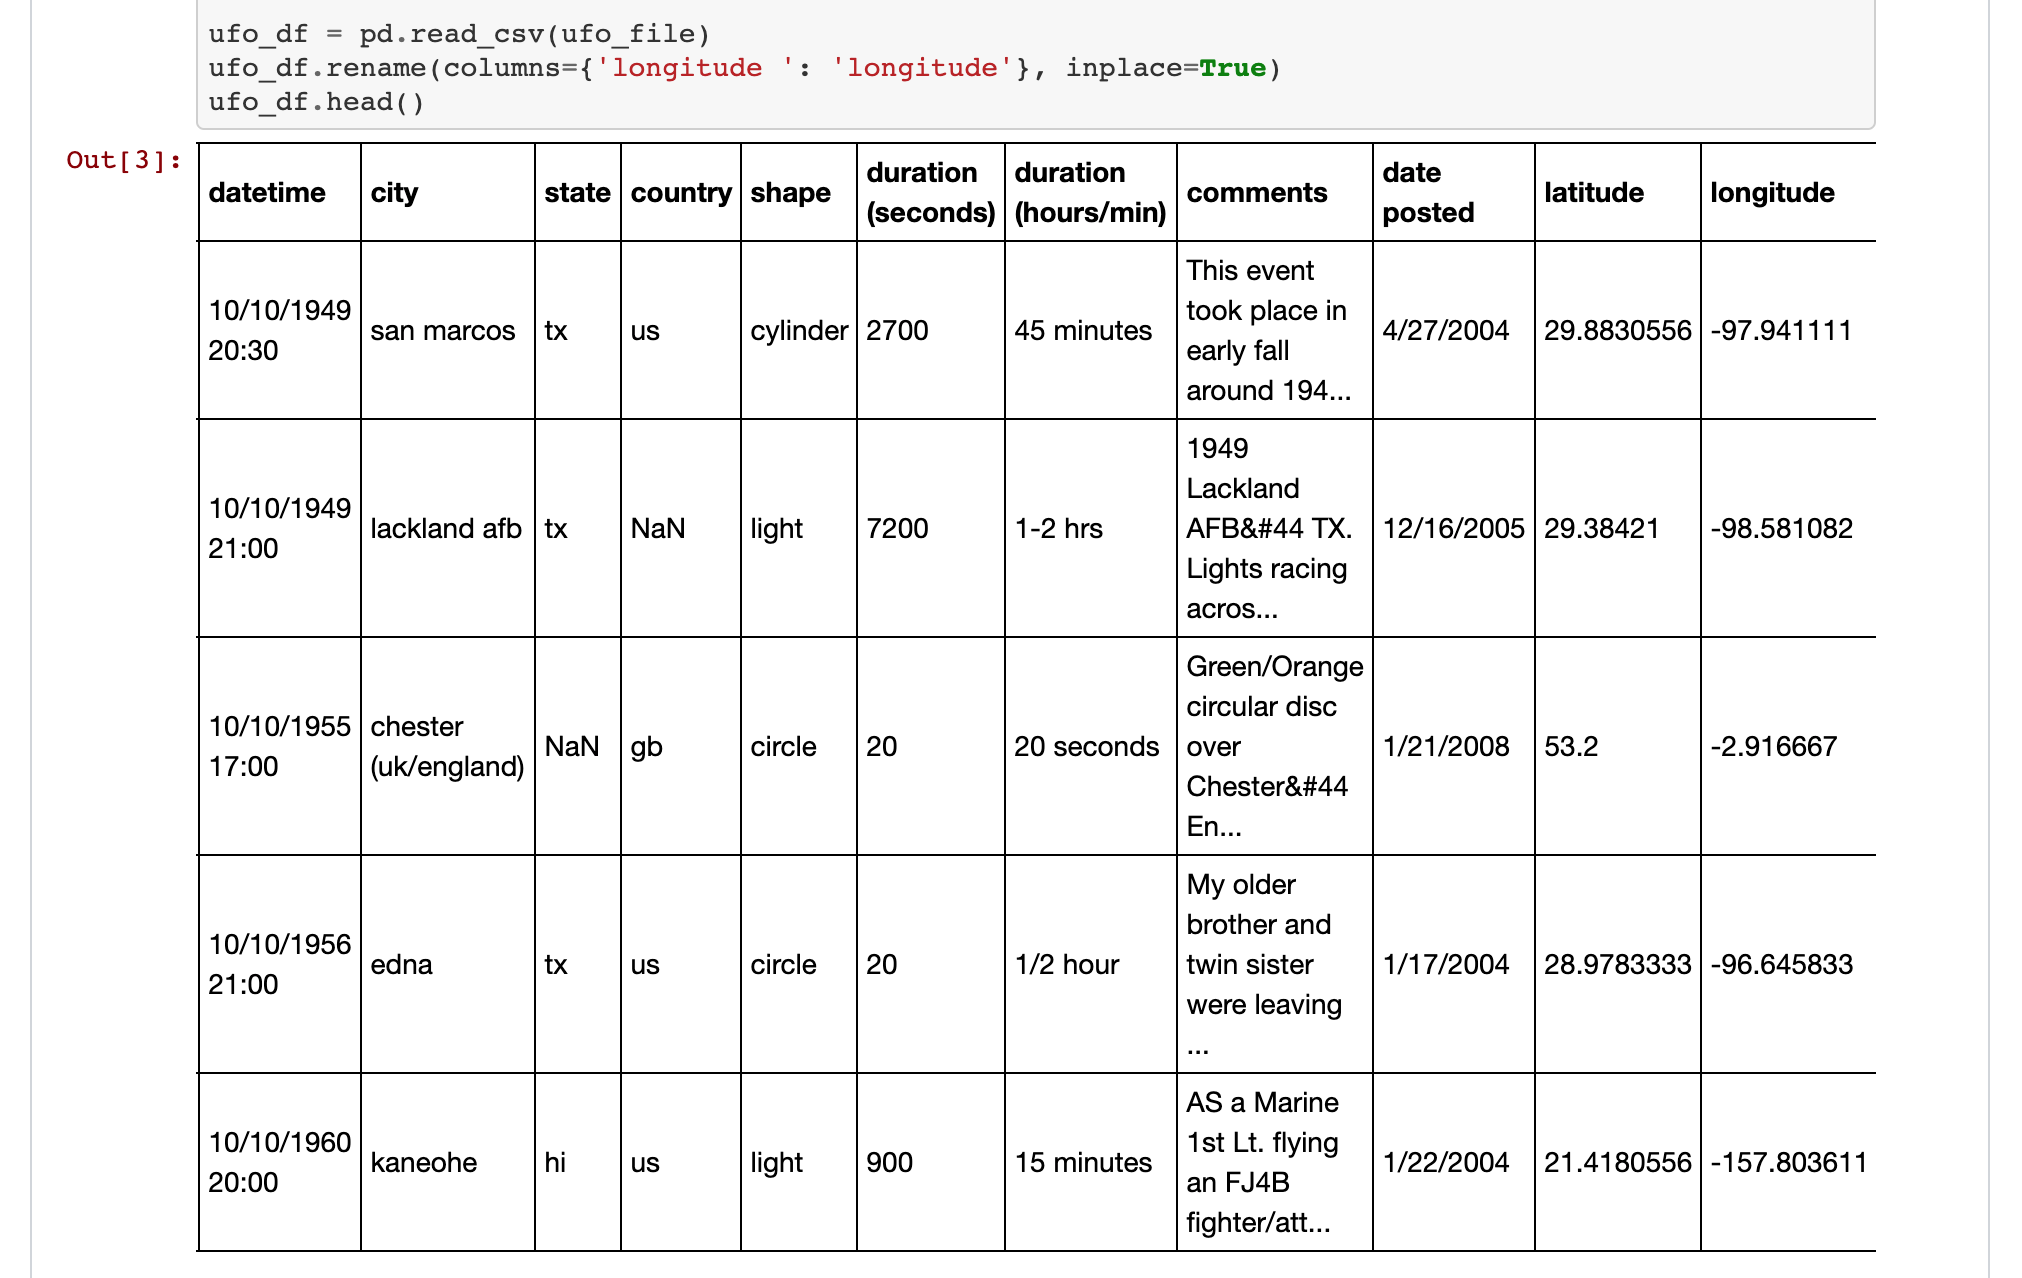 ufo_df = pd.read_csv(ufo_file)
ufo_df.rename(columns={'longitude ': 'longitude'}, inplace=True)
ufo_df.head()
Out[3]:
datetime city state country shape duration (seconds) duration (hours/min) comments date posted latitude longitude
10/10/1949 20:30 san marcos tx us cylinder 2700 45 minutes This event took place in early fall around 194... 4/27/2004 29.8830556 -97.941111
10/10/1949 21:00 lackland afb tx NaN light 7200 1-2 hrs 1949 Lackland AFB&#44 TX. Lights racing acros... 12/16/2005 29.38421 -98.581082
10/10/1955 17:00 chester (uk/england) NaN gb circle 20 20 seconds Green/Orange circular disc over Chester&#44 En... 1/21/2008 53.2 -2.916667
10/10/1956 21:00 edna tx us circle 20 1/2 hour My older brother and twin sister were leaving ... 1/17/2004 28.9783333 -96.645833
10/10/1960 20:00 kaneohe hi us light 900 15 minutes AS a Marine 1st Lt. flying an FJ4B fighter/att... 1/22/2004 21.4180556 -157.803611